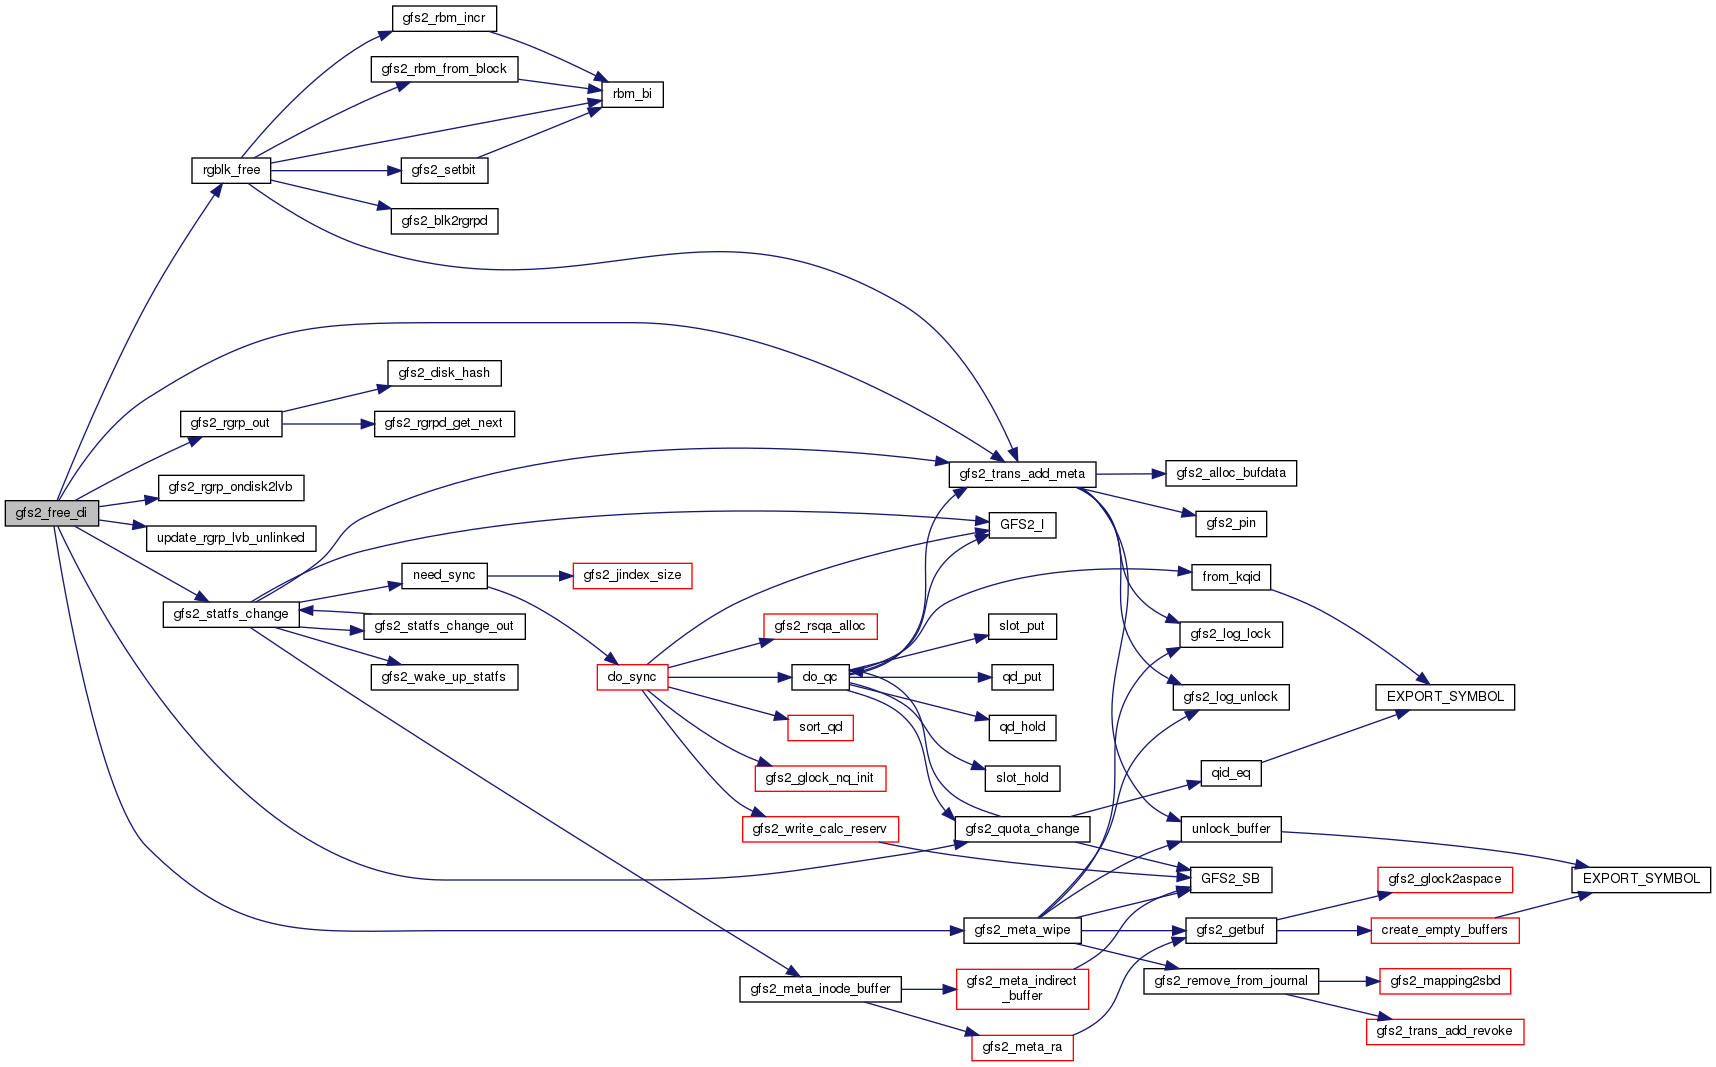 gfs2_rbm_incr
gfs2_rbm_from_block
rbm_bi
rgblk_free
gfs2_setbit
gfs2_blk2rgrpd
gfs2_disk_hash
gfs2_rgrp_out
gfs2_rgrpd_get_next
gfs2_trans_add_meta
gfs2_alloc_bufdata
gfs2_rgrp_ondisk2lvb
gfs2_free_di
GFS2_I
gfs2_pin
update_rgrp_lvb_unlinked
need_sync
gfs2_jindex_size
from_kqid
gfs2_statfs_change
gfs2_statfs_change_out
gfs2_rsqa_alloc
slot_put
gfs2_log_lock
gfs2_wake_up_statfs
do_sync
do_qc
qd_put
gfs2_log_unlock
EXPORT_SYMBOL
sort_qd
qd_hold
gfs2_glock_nq_init
slot_hold
qid_eq
gfs2_write_calc_reserv
gfs2_quota_change
unlock_buffer
GFS2_SB
gfs2_glock2aspace
EXPORT_SYMBOL
gfs2_meta_wipe
gfs2_getbuf
create_empty_buffers
gfs2_meta_inode_buffer
gfs2_meta_indirect
_buffer
gfs2_remove_from_journal
gfs2_mapping2sbd
gfs2_trans_add_revoke
gfs2_meta_ra